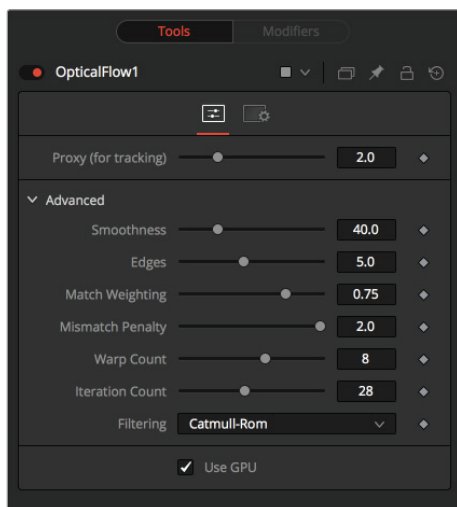 Tools Modifiers
OpticalFlow1
Proxy (for tracking) 2.0
Advanced
Smoothness 40.0
Edges 5.0
Match Weighting 0.75
Mismatch Penalty 2.0
Warp Count 8
Iteration Count 28
Filtering Catmull-Rom
Use GPU